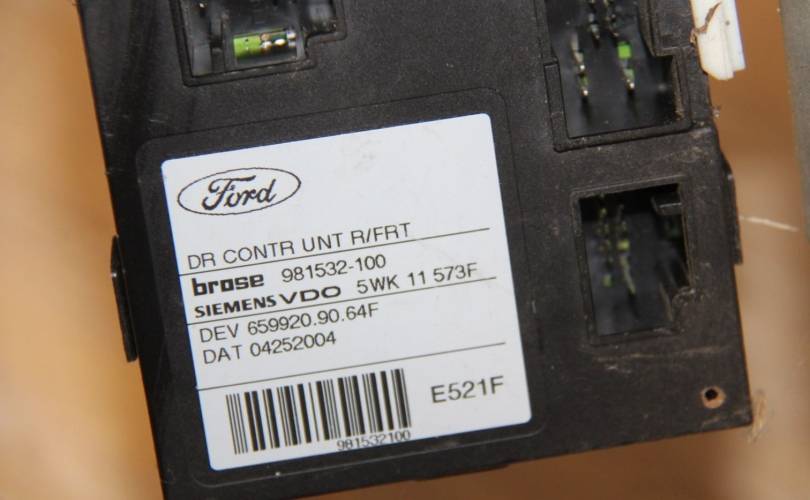 Ford
DR CONTR UNT R/FRT
brose 981532-100
SIEMENS VDO 5WK 11 573F
DEV 659920.90.64F
DAT 04252004
E521F
981532100